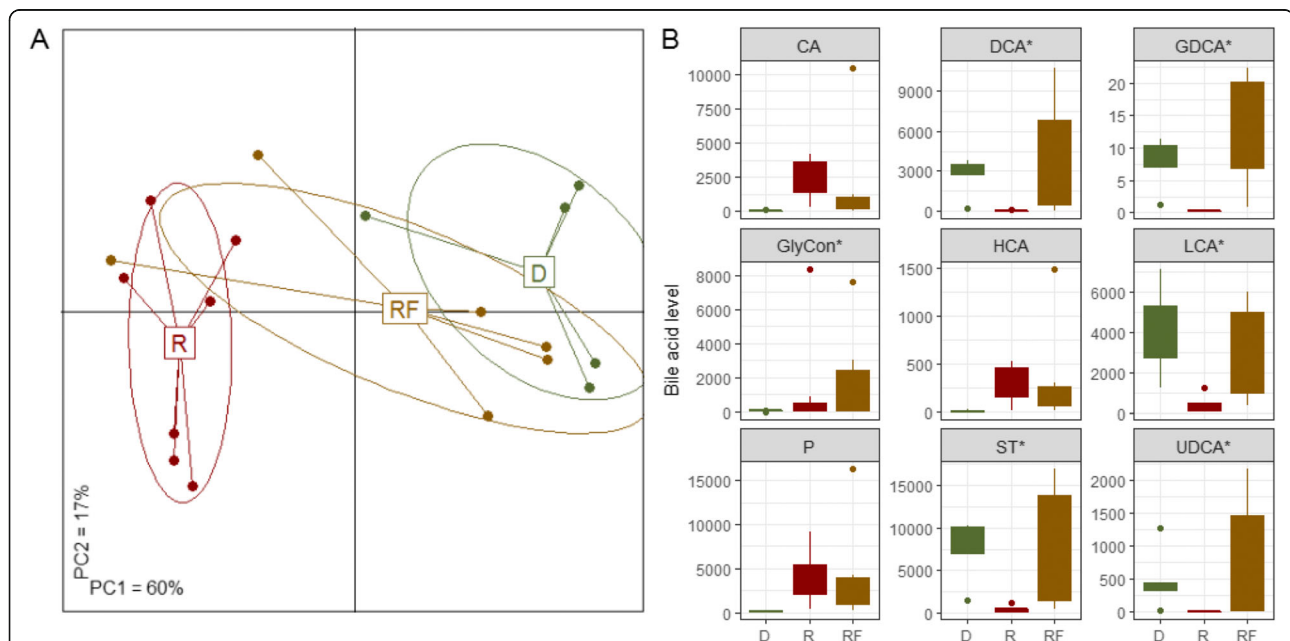 A
R
RF
D
PC2 = 17%
PC1 = 60%
B
Bile acid level
CA
10000
7500
5000
2500
0
DCA*
9000
6000
3000
0
GDCA*
20
15
10
5
0
GlyCon*
8000
6000
4000
2000
0
HCA
1500
1000
500
0
LCA*
6000
4000
2000
0
P
15000
10000
5000
0
ST*
15000
10000
5000
0
UDCA*
2000
1500
1000
500
0
D R RF
D R RF
D R RF